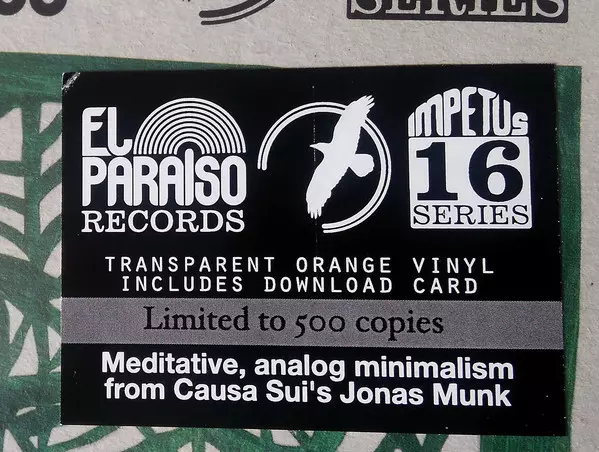 SERIES
EL
PARAISO
RECORDS
IMPETUS
16
SERIES
TRANSPARENT ORANGE VINYL
INCLUDES DOWNLOAD CARD
Limited to 500 copies
Meditative, analog minimalism
from Causa Sui's Jonas Munk